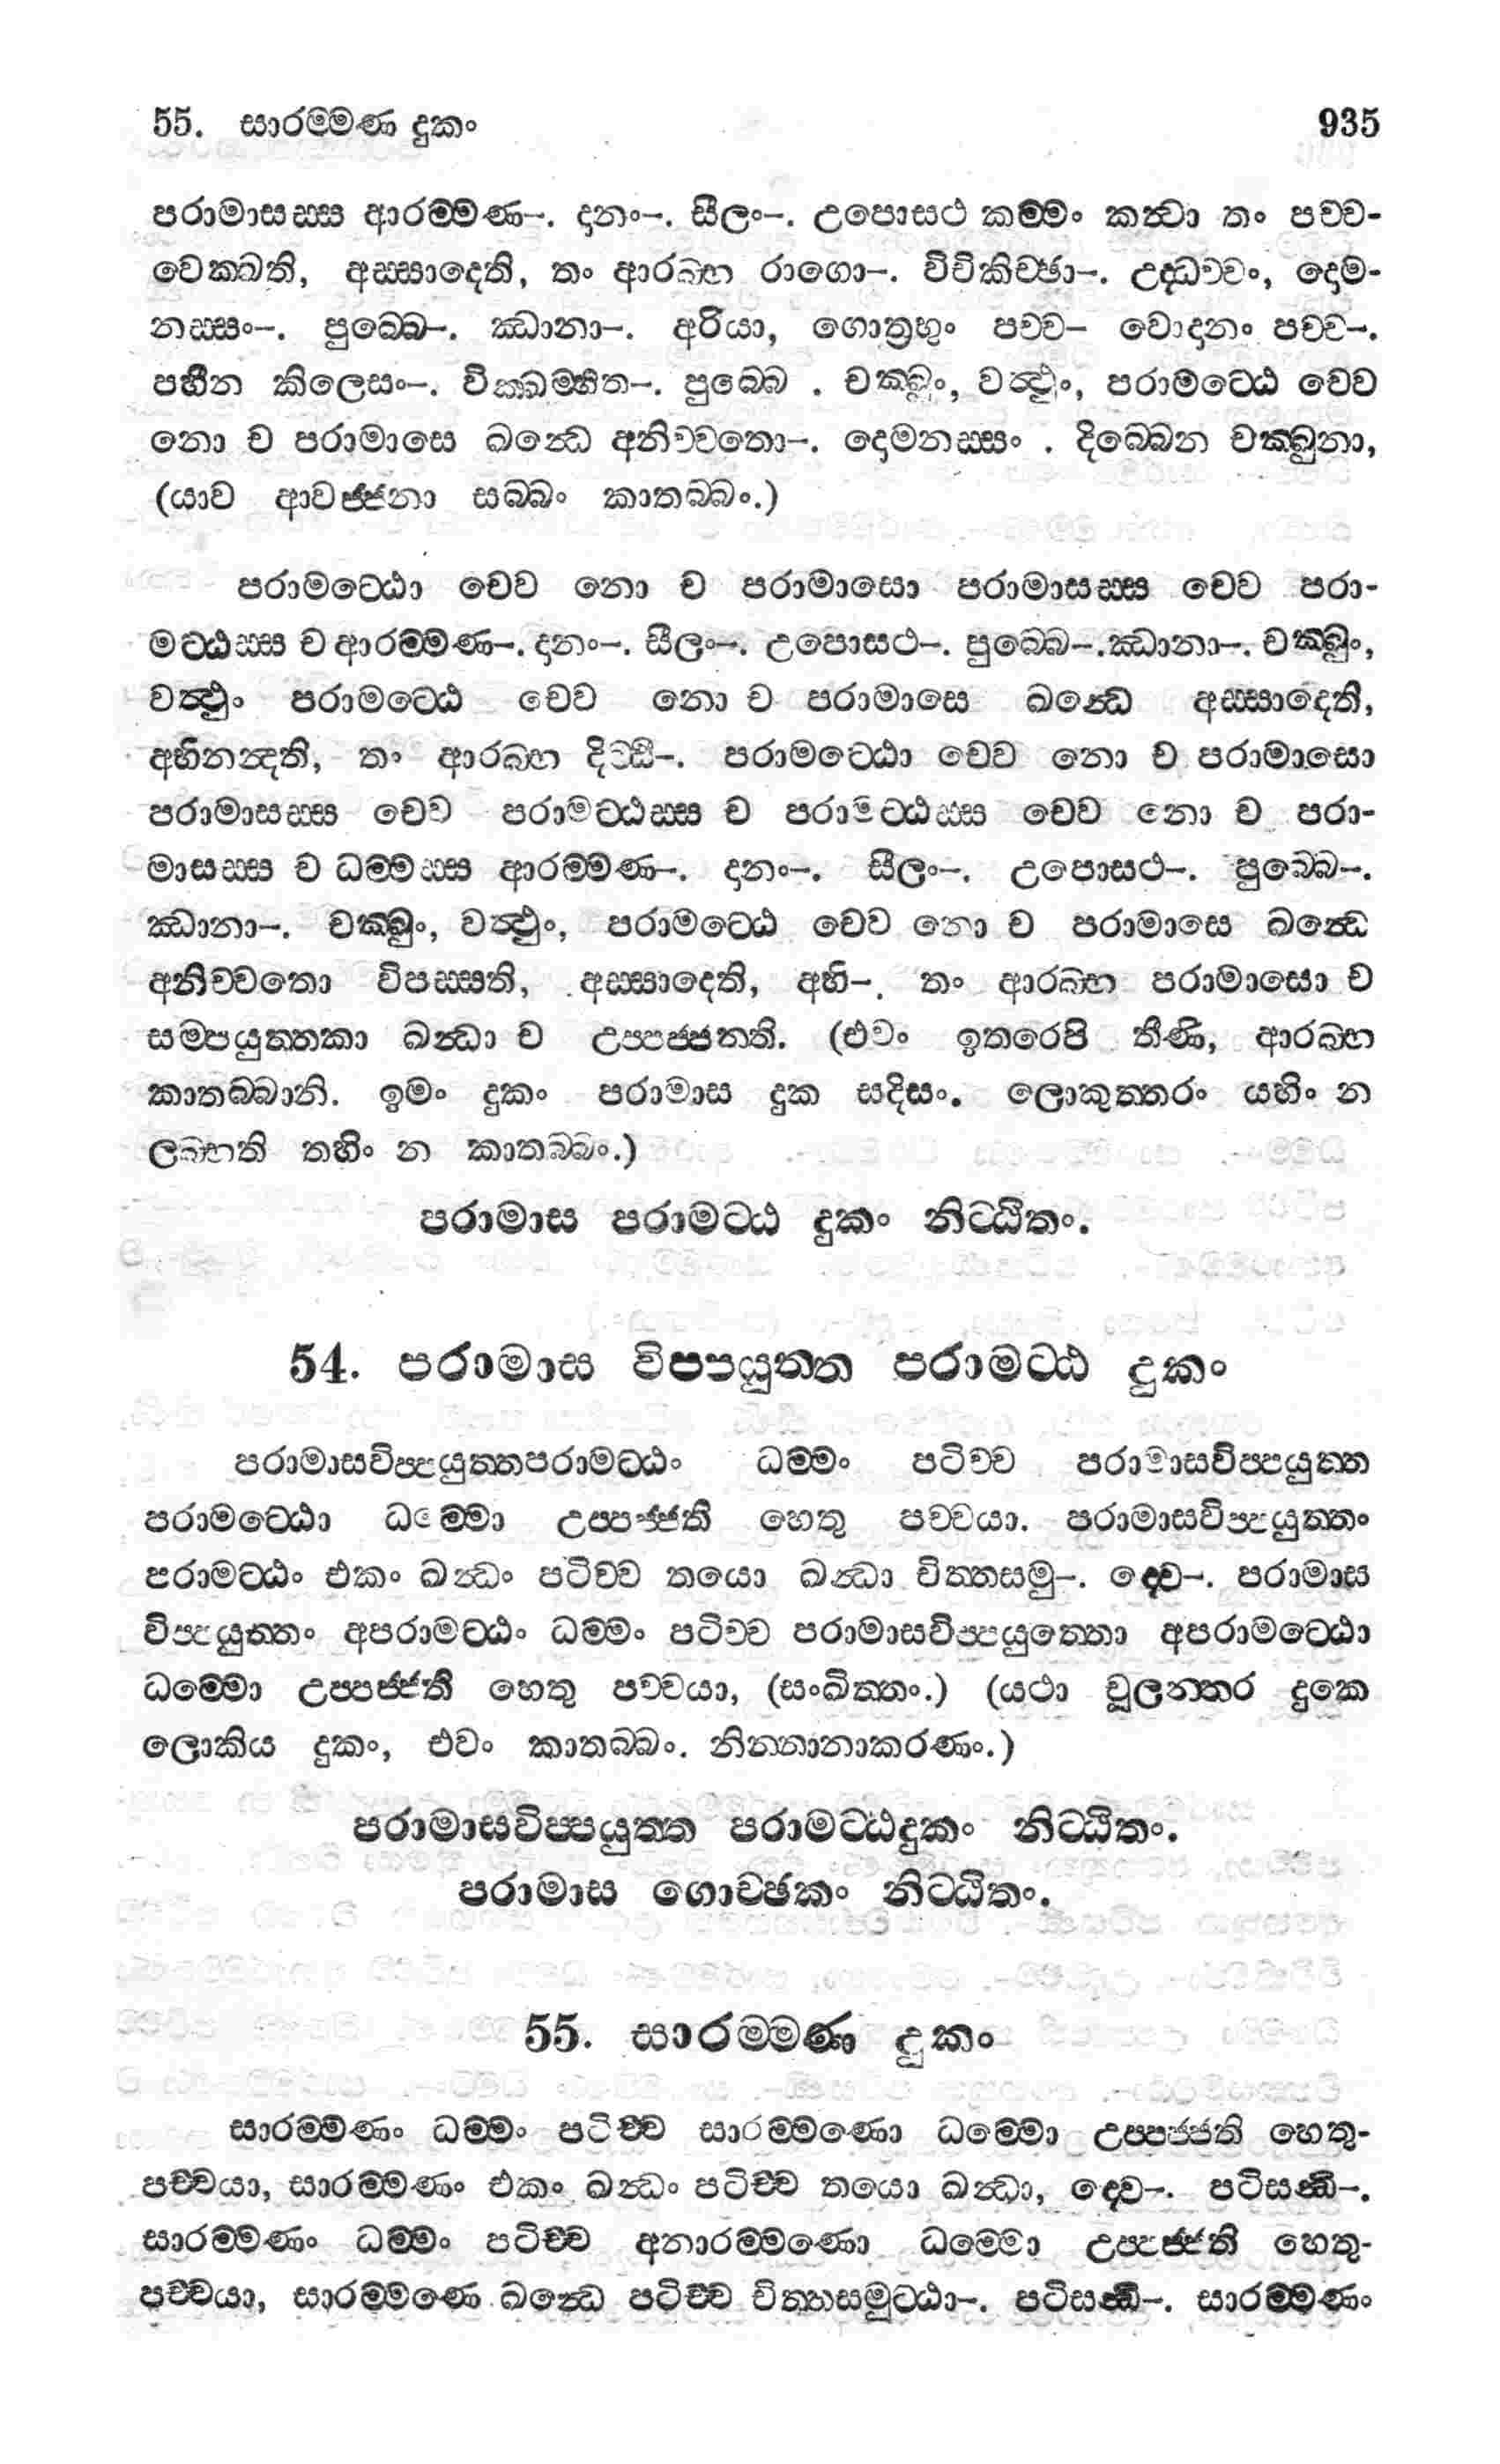 55. සාරම්මණ දුකං 935
පරාමාසස්ස ආරම්මණ-. දානං-. සීලං-. උපොසථ කම්මං කත්වා තං පච්ච-
වෙක්ඛති, අස්සාදෙති, තං ආරබ්භ රාගො-. විචිකිච්ඡා-. උද්ධච්චං, දොම-
නස්සං-. පුබ්බෙ-. ඣානා-. අරියා, ගොත්‍රභුං පච්ච- වොදානං පච්ච-.
පහීන කිලෙසං-. වික්ඛම්භිත-. පුබ්බෙ . චක්ඛුං, වත්ථුං, පරාමට්ඨෙ චෙව
නො ච පරාමාසෙ ඛන්ධෙ අනිච්චතො-. දොමනස්සං . දිබ්බෙන චක්ඛුනා,
(යාව ආවජ්ජනා සබ්බං කාතබ්බං.)
පරාමට්ඨො චෙව නො ච පරාමාසො පරාමාසස්ස චෙව පරා-
මට්ඨස්ස ච ආරම්මණ-. දානං-. සීලං-. උපොසථ-. පුබ්බෙ-. ඣානා-. චක්ඛුං,
වත්ථුං පරාමට්ඨෙ චෙව නො ච පරාමාසෙ ඛන්ධෙ අස්සාදෙති,
අභිනන්දති, තං ආරබ්භ දිට්ඨි-. පරාමට්ඨො චෙව නො ච පරාමාසො
පරාමාසස්ස චෙව පරාමට්ඨස්ස ච පරාමට්ඨස්ස චෙව නො ච පරා-
මාසස්ස ච ධම්මස්ස ආරම්මණ-. දානං-. සීලං-. උපොසථ-. පුබ්බෙ-.
ඣානා-. චක්ඛුං, වත්ථුං, පරාමට්ඨෙ චෙව නො ච පරාමාසෙ ඛන්ධෙ
අනිච්චතො විපස්සති, අස්සාදෙති, අභි-. තං ආරබ්භ පරාමාසො ච
සම්පයුත්තකා ඛන්ධා ච උප්පජ්ජන්ති. (එවං ඉතරෙපි තීණි, ආරබ්භ
කාතබ්බානි. ඉමං දුකං පරාමාස දුක සදිසං. ලොකුත්තරං යහිං න
ලබ්භති තහිං න කාතබ්බං.)
පරාමාස පරාමට්ඨ දුකං නිට්ඨිතං.
54. පරාමාස විප්පයුත්ත පරාමට්ඨ දුකං
පරාමාසවිප්පයුත්තපරාමට්ඨං ධම්මං පටිච්ච පරාමාසවිප්පයුත්ත
පරාමට්ඨො ධම්මො උප්පජ්ජති හෙතු පච්චයා. පරාමාසවිප්පයුත්තං
පරාමට්ඨං එකං ඛන්ධං පටිච්ච තයො ඛන්ධා චිත්තසමු-. ද්වෙ-. පරාමාස
විප්පයුත්තං අපරාමට්ඨං ධම්මං පටිච්ච පරාමාසවිප්පයුත්තො අපරාමට්ඨො
ධම්මො උප්පජ්ජති හෙතු පච්චයා, (සංඛිත්තං.) (යථා චූලන්තර දුකෙ
ලොකිය දුකං, එවං කාතබ්බං. නින්නානාකරණං.)
පරාමාසවිප්පයුත්ත පරාමට්ඨදුකං නිට්ඨිතං.
පරාමාස ගොච්ඡකං නිට්ඨිතං.
55. සාරම්මණ දුකං
සාරම්මණං ධම්මං පටිච්ච සාරම්මණො ධම්මො උප්පජ්ජති හෙතු-
පච්චයා, සාරම්මණං එකං ඛන්ධං පටිච්ච තයො ඛන්ධා, ද්වෙ-. පටිසන්ධි-.
සාරම්මණං ධම්මං පටිච්ච අනාරම්මණො ධම්මො උප්පජ්ජති හෙතු-
පච්චයා, සාරම්මණෙ ඛන්ධෙ පටිච්ච චිත්තසමුට්ඨා-. පටිසන්ධි-. සාරම්මණං